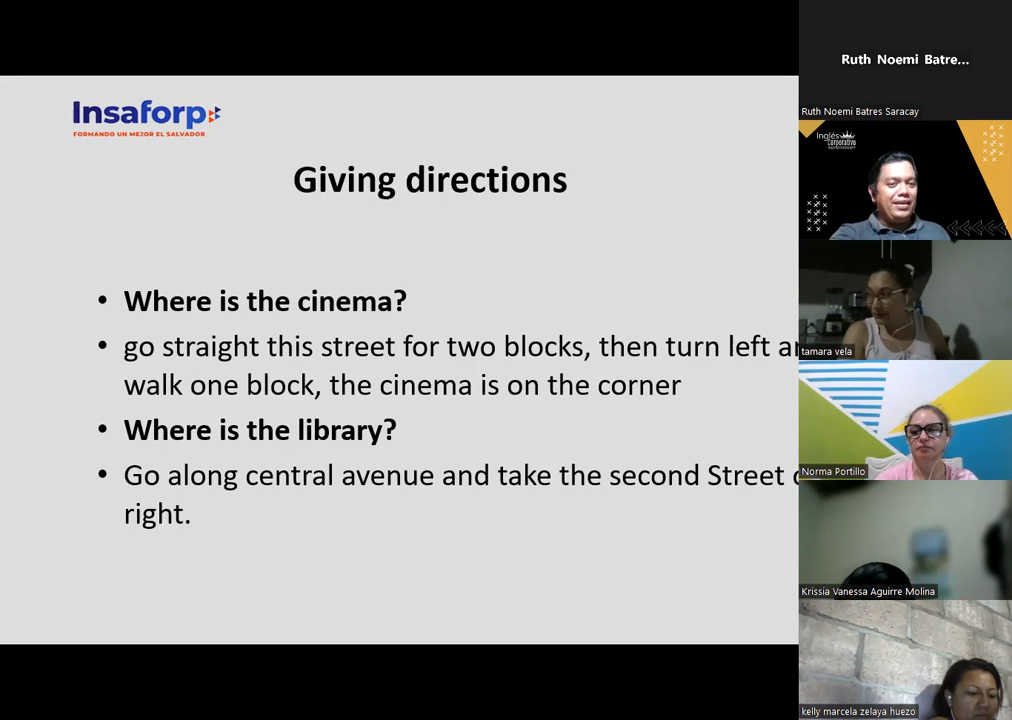 Insaforp
FORMANDO UN MEJOR EL SALVADOR
Giving directions
• Where is the cinema?
• go straight this street for two blocks, then turn left
walk one block, the cinema is on the corner
• Where is the library?
• Go along central avenue and take the second Street
right.
Ruth Noemi Batre...
Ruth Noemi Batres Saracay
Inglés
Corporativo
tamara vela
Norma Portillo
Krissia Vanessa Aguirre Molina
kelly marcela zelaya huezo